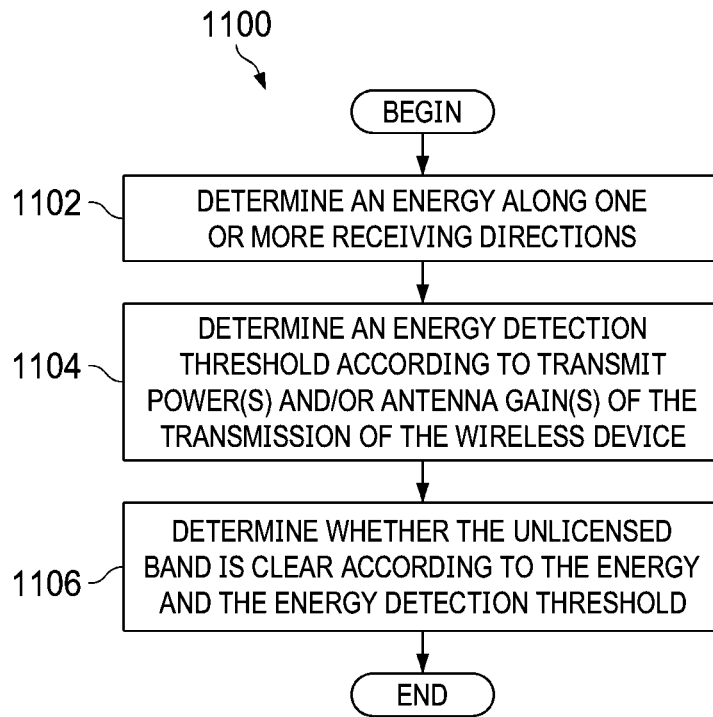 1100
BEGIN
1102
DETERMINE AN ENERGY ALONG ONE
OR MORE RECEIVING DIRECTIONS
1104
DETERMINE AN ENERGY DETECTION
THRESHOLD ACCORDING TO TRANSMIT
POWER(S) AND/OR ANTENNA GAIN(S) OF THE
TRANSMISSION OF THE WIRELESS DEVICE
1106
DETERMINE WHETHER THE UNLICENSED
BAND IS CLEAR ACCORDING TO THE ENERGY
AND THE ENERGY DETECTION THRESHOLD
END